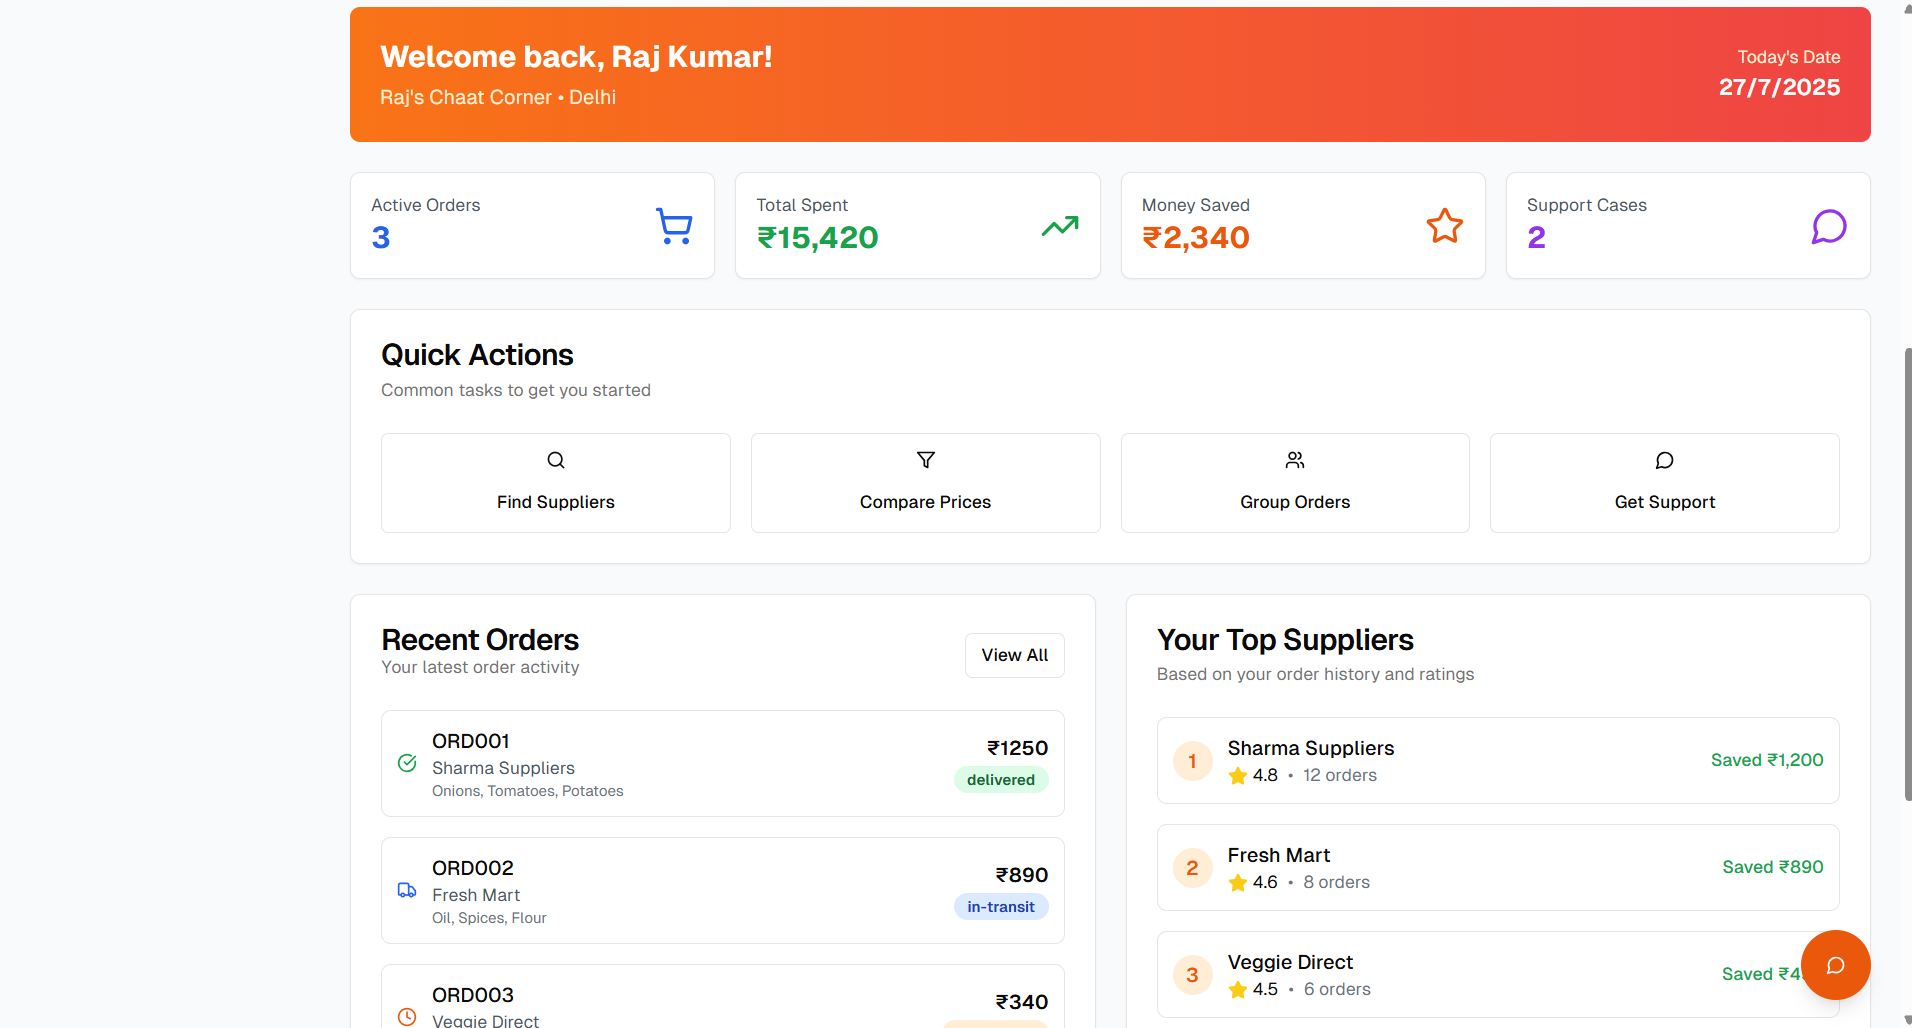 Welcome back, Raj Kumar!
Raj's Chaat Corner • Delhi
Today's Date
27/7/2025
Active Orders
3
Total Spent
₹15,420
Money Saved
₹2,340
Support Cases
2
Quick Actions
Common tasks to get you started
Find Suppliers
Compare Prices
Group Orders
Get Support
Recent Orders
Your latest order activity
View All
ORD001
Sharma Suppliers
Onions, Tomatoes, Potatoes
₹1250
delivered
ORD002
Fresh Mart
Oil, Spices, Flour
₹890
in-transit
ORD003
Veggie Direct
₹340
Your Top Suppliers
Based on your order history and ratings
1
Sharma Suppliers
4.8 • 12 orders
Saved ₹1,200
2
Fresh Mart
4.6 • 8 orders
Saved ₹890
3
Veggie Direct
4.5 • 6 orders
Saved